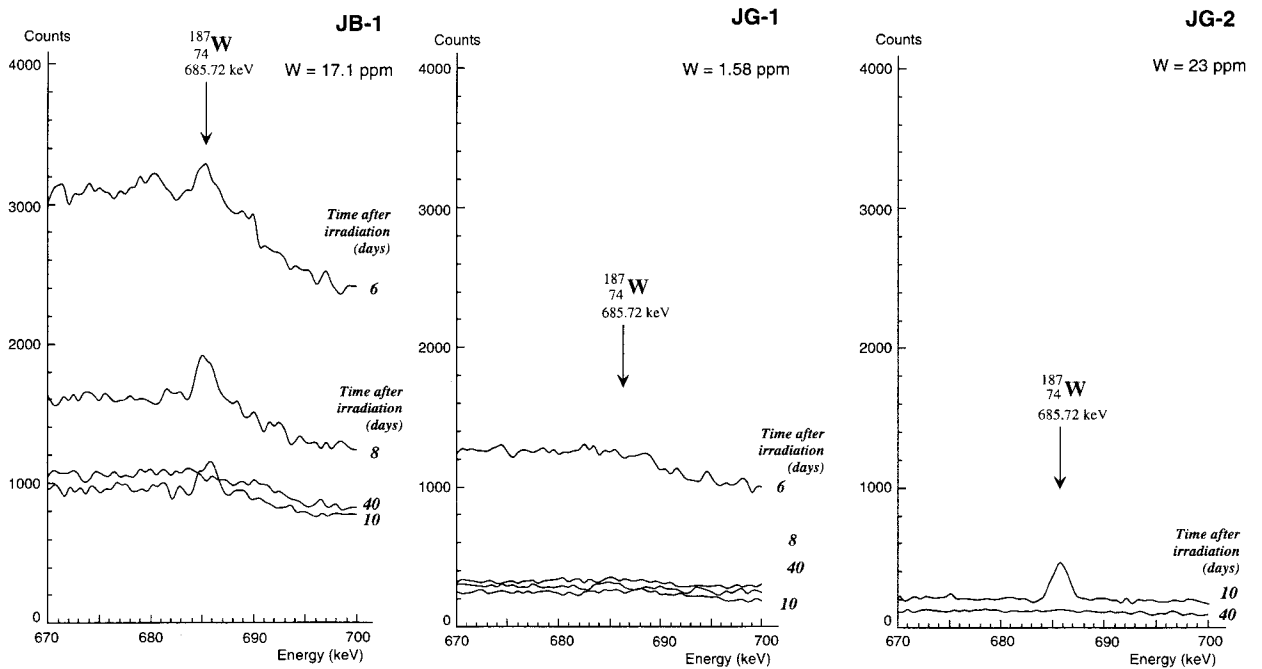 JB-1
Counts
187
74 W
685.72 keV
W = 17.1 ppm
4000
3000
2000
1000
0
Time after
irradiation
(days)
6
Time after
irradiation
(days)
8
40
10
670
680
690
700
Energy (keV)
JG-1
Counts
W = 1.58 ppm
4000
3000
2000
1000
0
187
74 W
685.72 keV
Time after
irradiation
(days)
6
8
40
10
670
680
690
700
Energy (keV)
JG-2
Counts
W = 23 ppm
4000
3000
2000
1000
0
187
74 W
685.72 keV
Time after
irradiation
(days)
10
40
670
680
690
700
Energy (keV)